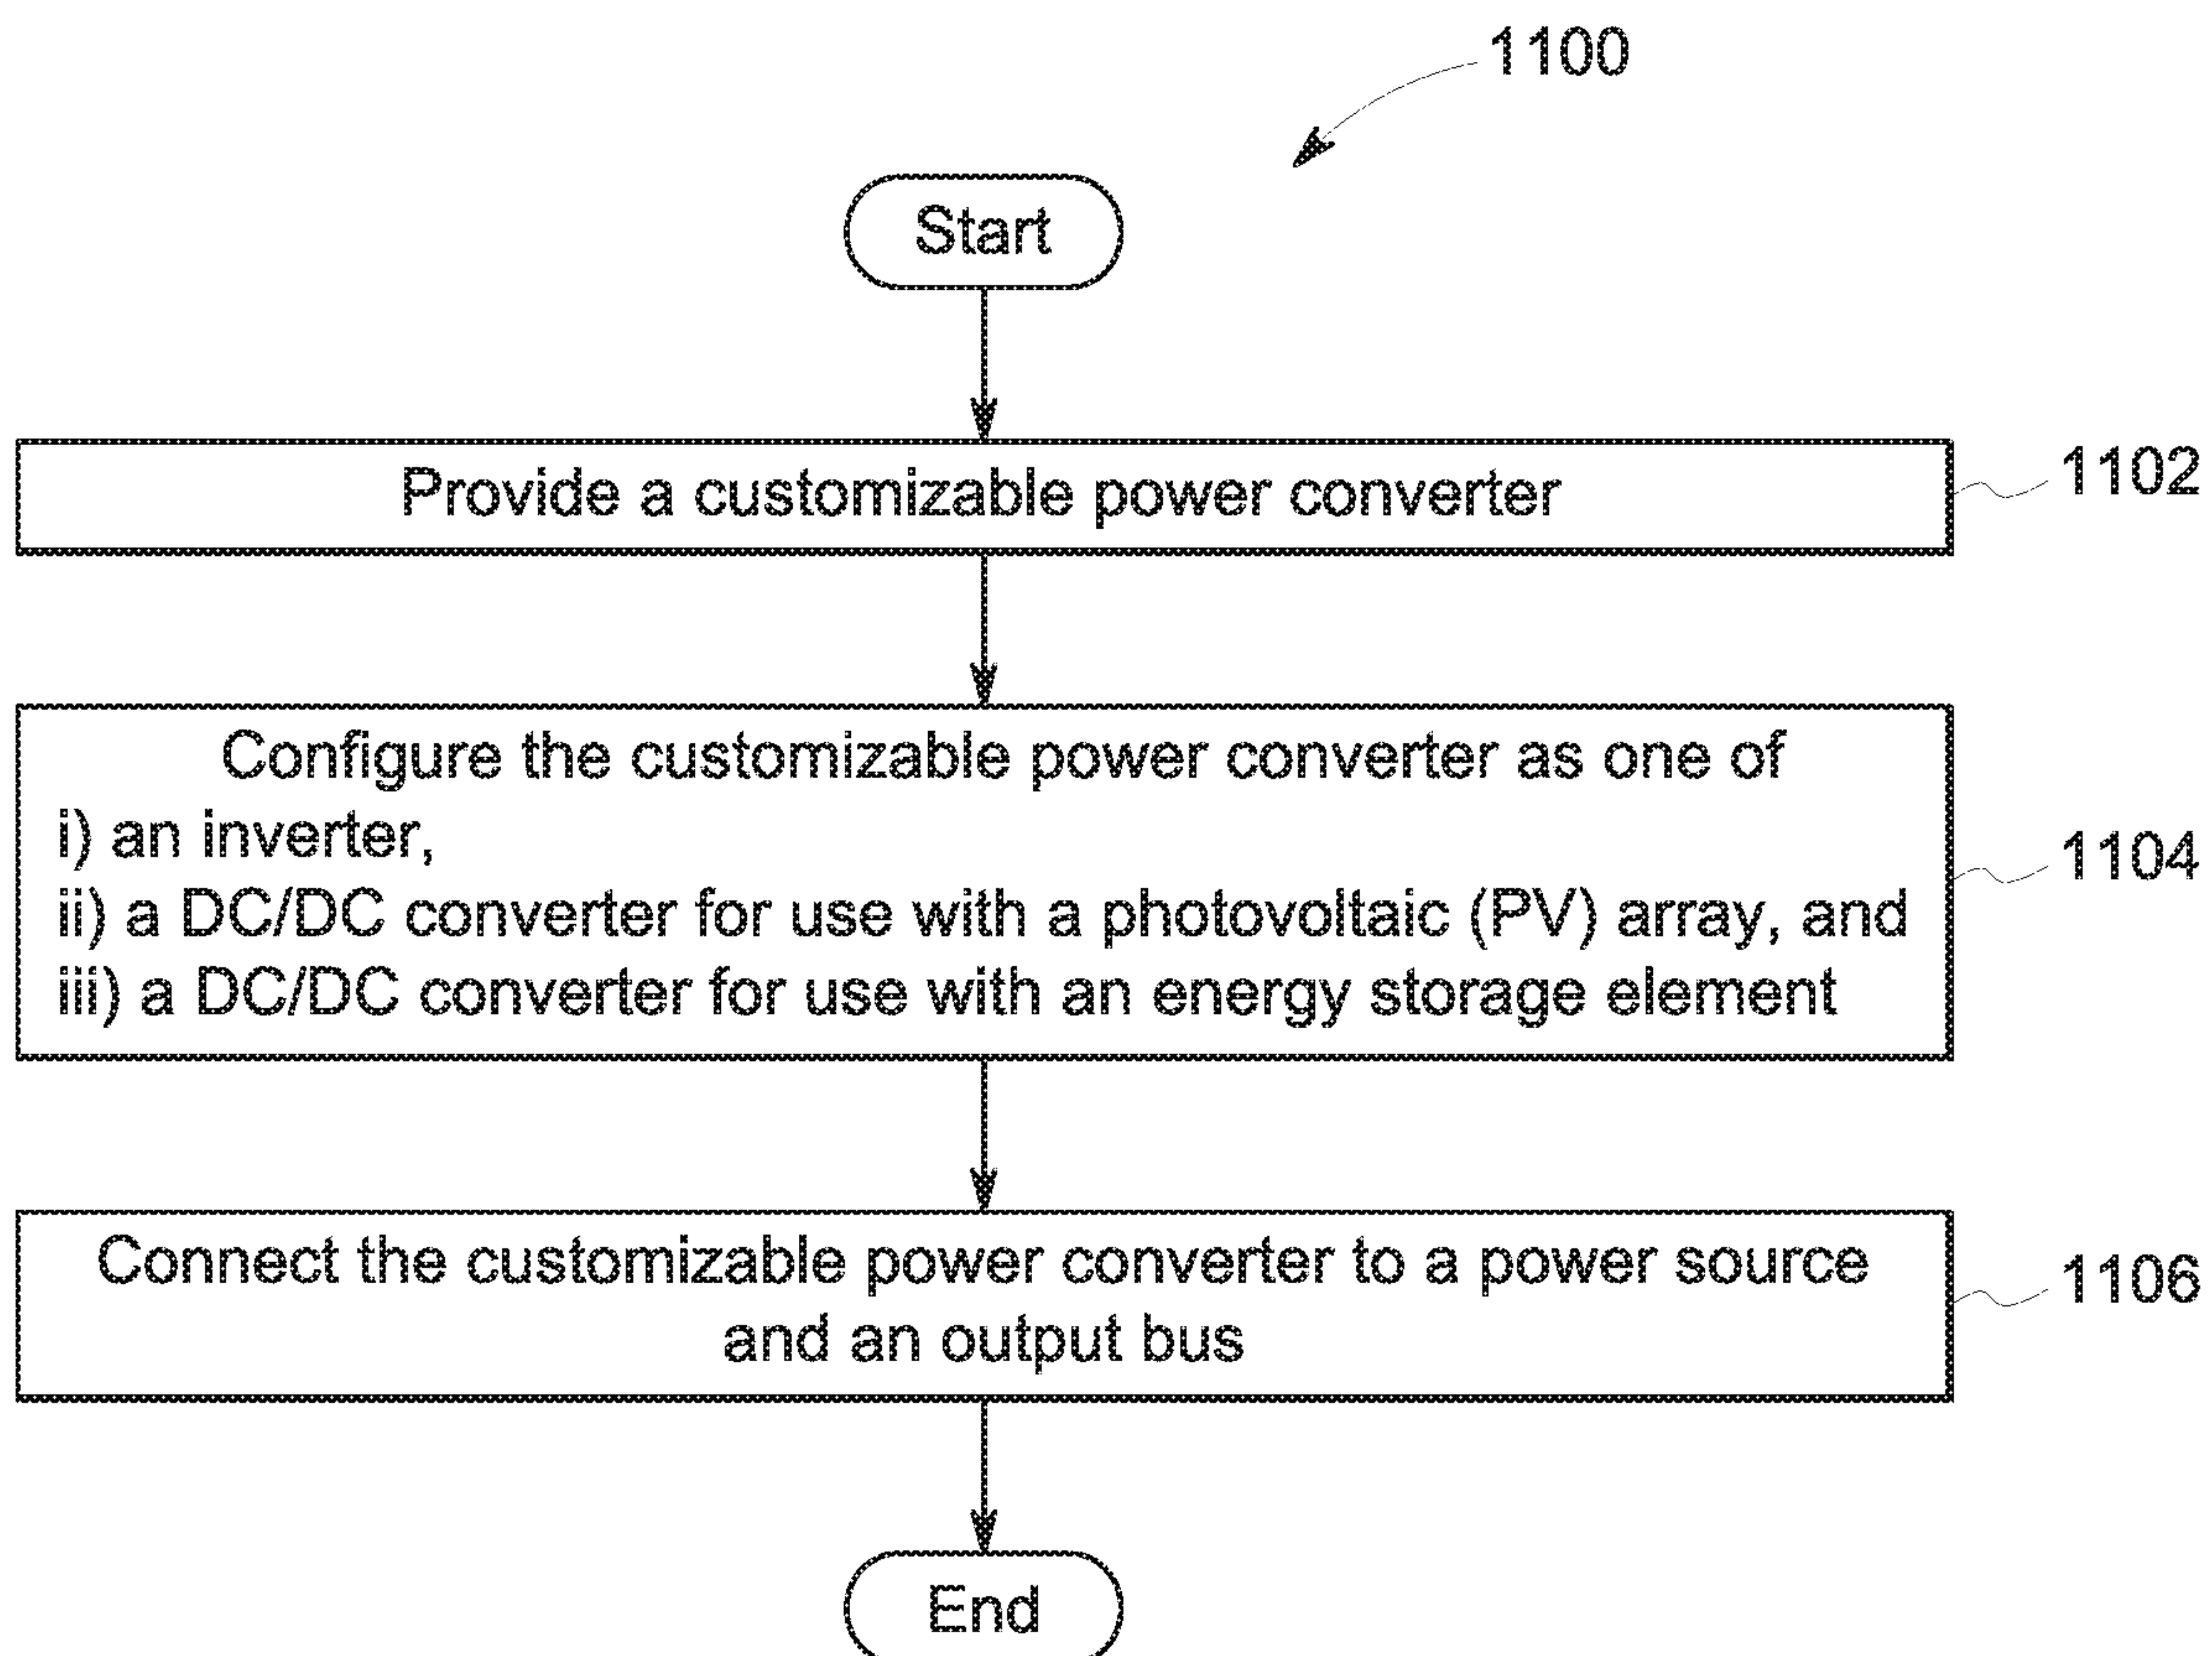 1100
Start
Provide a customizable power converter
1102
Configure the customizable power converter as one of
i) an inverter,
ii) a DC/DC converter for use with a photovoltaic (PV) array, and
iii) a DC/DC converter for use with an energy storage element
1104
Connect the customizable power converter to a power source
and an output bus
1106
End